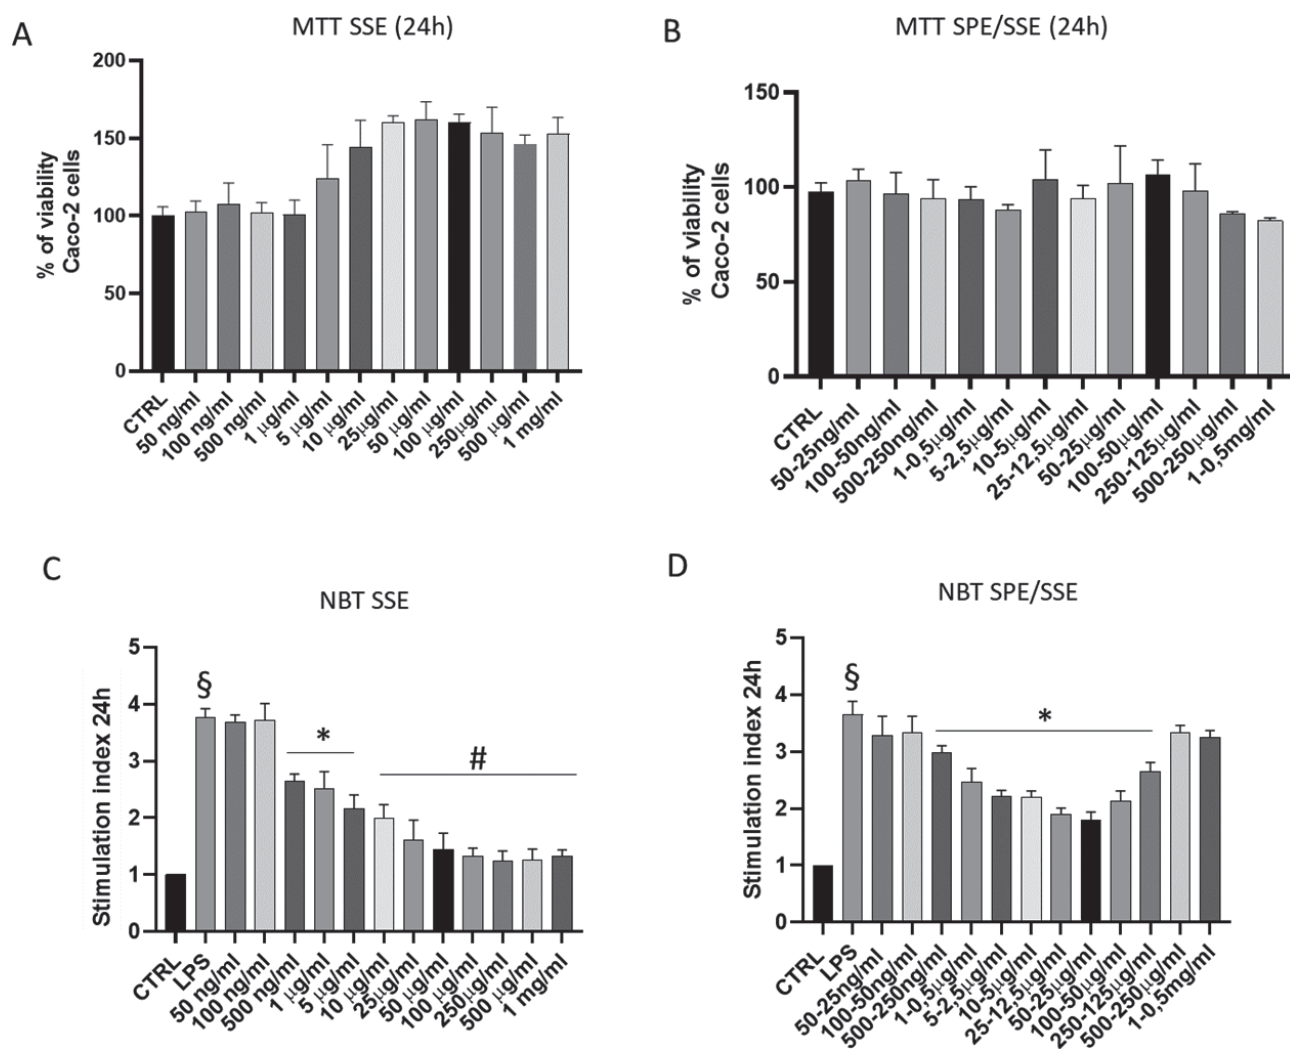 A
MTT SSE (24h)
% of viability
Caco-2 cells
200
150
100
50
0
CTRL
50 ng/ml
100 ng/ml
500 ng/ml
1 µg/ml
5 µg/ml
10 µg/ml
25µg/ml
50 µg/ml
100 µg/ml
250µg/ml
500 µg/ml
1 mg/ml
B
MTT SPE/SSE (24h)
% of viability
Caco-2 cells
150
100
50
0
CTRL
50-25ng/ml
100-50ng/ml
500-250ng/ml
1-0,5µg/ml
5-2,5µg/ml
10-5µg/ml
25-12,5µg/ml
50-25µg/ml
100-50µg/ml
250-125µg/ml
500-250µg/ml
1-0,5mg/ml
C
NBT SSE
Stimulation index 24h
5
4
3
2
1
0
§
*
#
CTRL
LPS
50 ng/ml
100 ng/ml
500 ng/ml
1 µg/ml
5 µg/ml
10 µg/ml
25µg/ml
50 µg/ml
100 µg/ml
250µg/ml
500 µg/ml
1 mg/ml
D
NBT SPE/SSE
Stimulation index 24h
5
4
3
2
1
0
§
*
CTRL
LPS
50-25ng/ml
100-50ng/ml
500-250ng/ml
1-0,5µg/ml
5-2,5µg/ml
10-5µg/ml
25-12,5µg/ml
50-25µg/ml
100-50µg/ml
250-125µg/ml
500-250µg/ml
1-0,5mg/ml